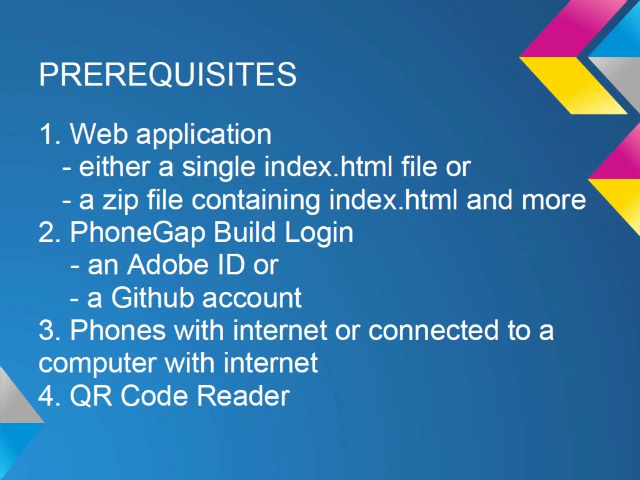 PREREQUISITES
1. Web application
- either a single index.html file or
- a zip file containing index.html and more
2. PhoneGap Build Login
- an Adobe ID or
- a Github account
3. Phones with internet or connected to a
computer with internet
4. QR Code Reader